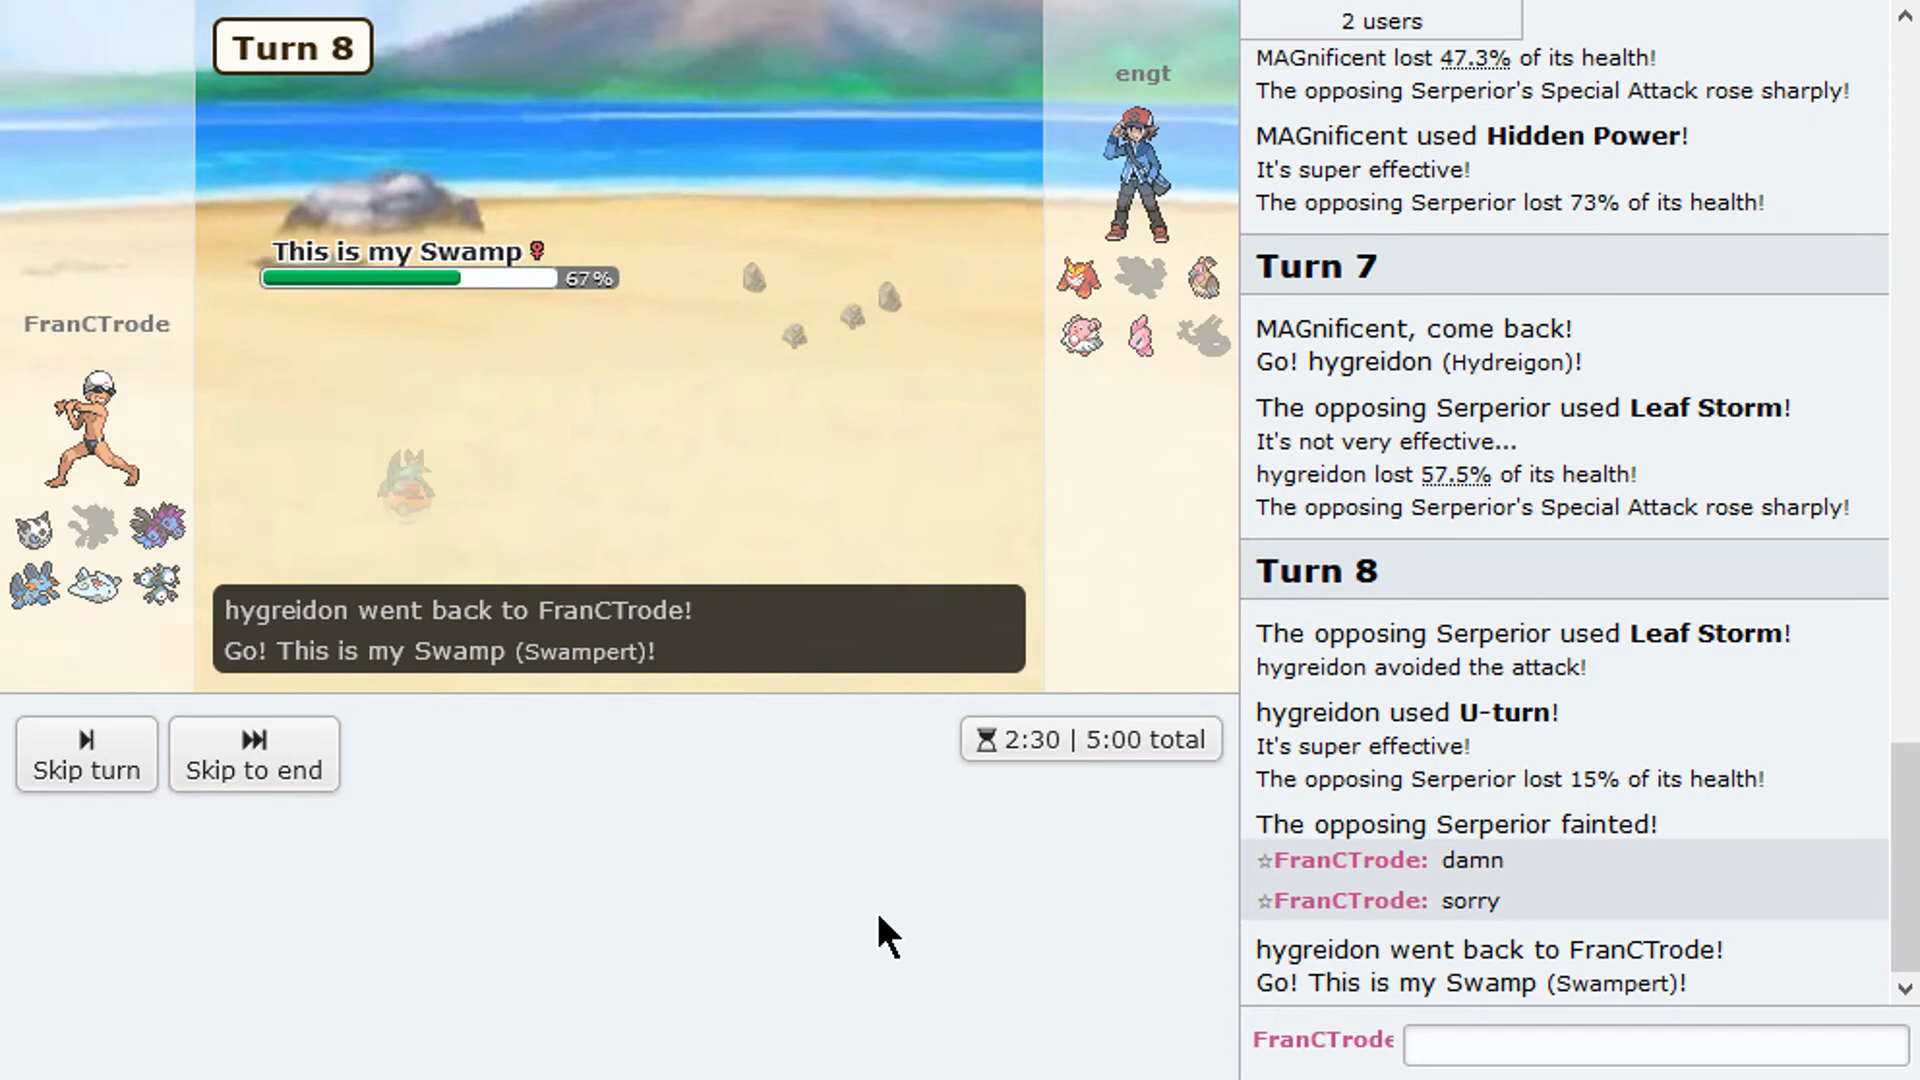 Turn 8
engt
This is my Swamp
67%
FranCTrode
hygreidon went back to FranCTrode!
Go! This is my Swamp (Swampert)!
Skip turn
Skip to end
2:30 | 5:00 total
2 users
MAGnificent lost 47.3% of its health!
The opposing Serperior's Special Attack rose sharply!
MAGnificent used Hidden Power!
It's super effective!
The opposing Serperior lost 73% of its health!
Turn 7
MAGnificent, come back!
Go! hygreidon (Hydreigon)!
The opposing Serperior used Leaf Storm!
It's not very effective...
hygreidon lost 57.5% of its health!
The opposing Serperior's Special Attack rose sharply!
Turn 8
The opposing Serperior used Leaf Storm!
hygreidon avoided the attack!
hygreidon used U-turn!
It's super effective!
The opposing Serperior lost 15% of its health!
The opposing Serperior fainted!
☆FranCTrode: damn
☆FranCTrode: sorry
hygreidon went back to FranCTrode!
Go! This is my Swamp (Swampert)!
FranCTrode